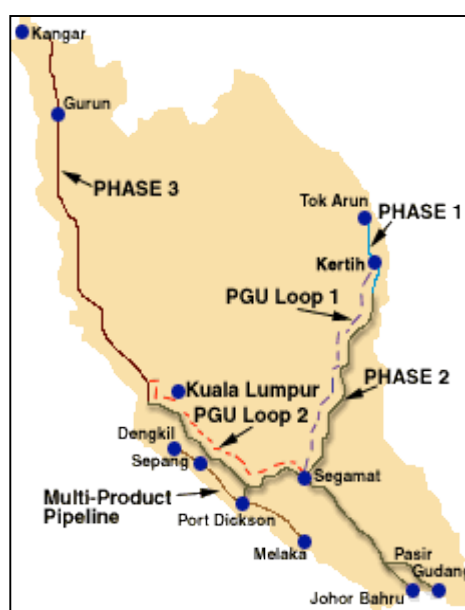 Kangar
Gurun
PHASE 3
Tok Arun
PHASE 1
Kertih
PGU Loop 1
PHASE 2
Kuala Lumpur
PGU Loop 2
Dengkil
Sepang
Segamat
Multi-Product
Pipeline
Port Dickson
Melaka
Pasir
Gudang
Johor Bahru